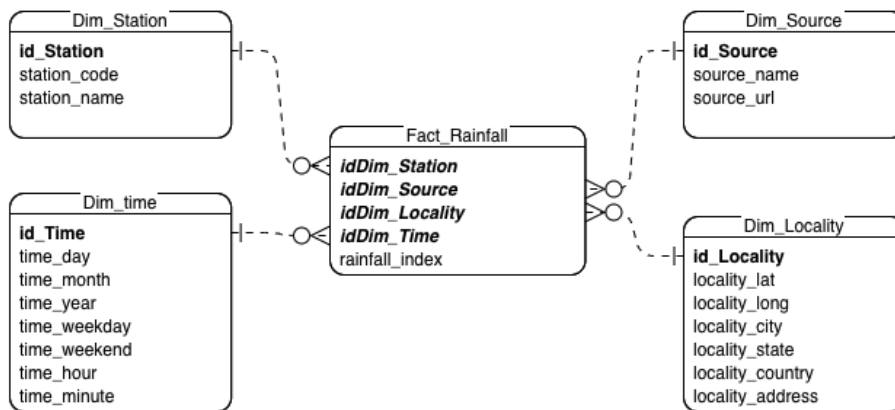 Dim_Station
id_Station
station_code
station_name
Dim_time
id_Time
time_day
time_month
time_year
time_weekday
time_weekend
time_hour
time_minute
Fact_Rainfall
idDim_Station
idDim_Source
idDim_Locality
idDim_Time
rainfall_index
Dim_Source
id_Source
source_name
source_url
Dim_Locality
id_Locality
locality_lat
locality_long
locality_city
locality_state
locality_country
locality_address